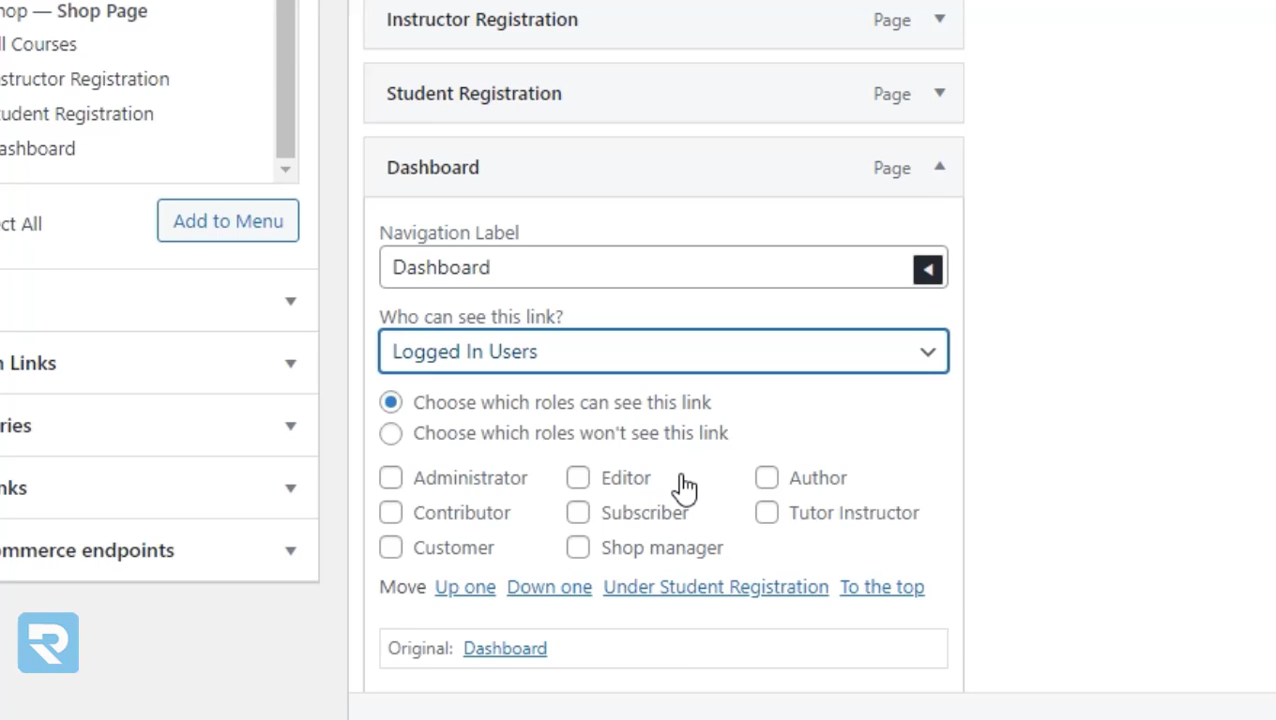 hop — Shop Page
ll Courses
nstructor Registration
tudent Registration
ashboard
ct All
Add to Menu
n Links
ries
nks
ommerce endpoints
Instructor Registration Page
Student Registration Page
Dashboard Page
Navigation Label
Dashboard
Who can see this link?
Logged In Users
Choose which roles can see this link
Choose which roles won't see this link
Administrator Editor Author
Contributor Subscriber Tutor Instructor
Customer Shop manager
Move Up one Down one Under Student Registration To the top
Original: Dashboard